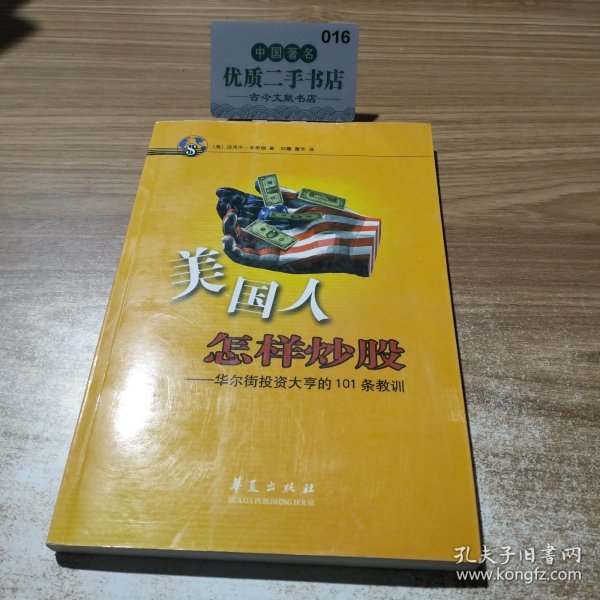 016
中国著名
优质二手书店
古今文献书店
美国人
怎样炒股
——华尔街投资大亨的101条教训
华夏出版社
HUAXIA PUBLISHING HOUSE
孔夫子旧书网
www.kongfz.com